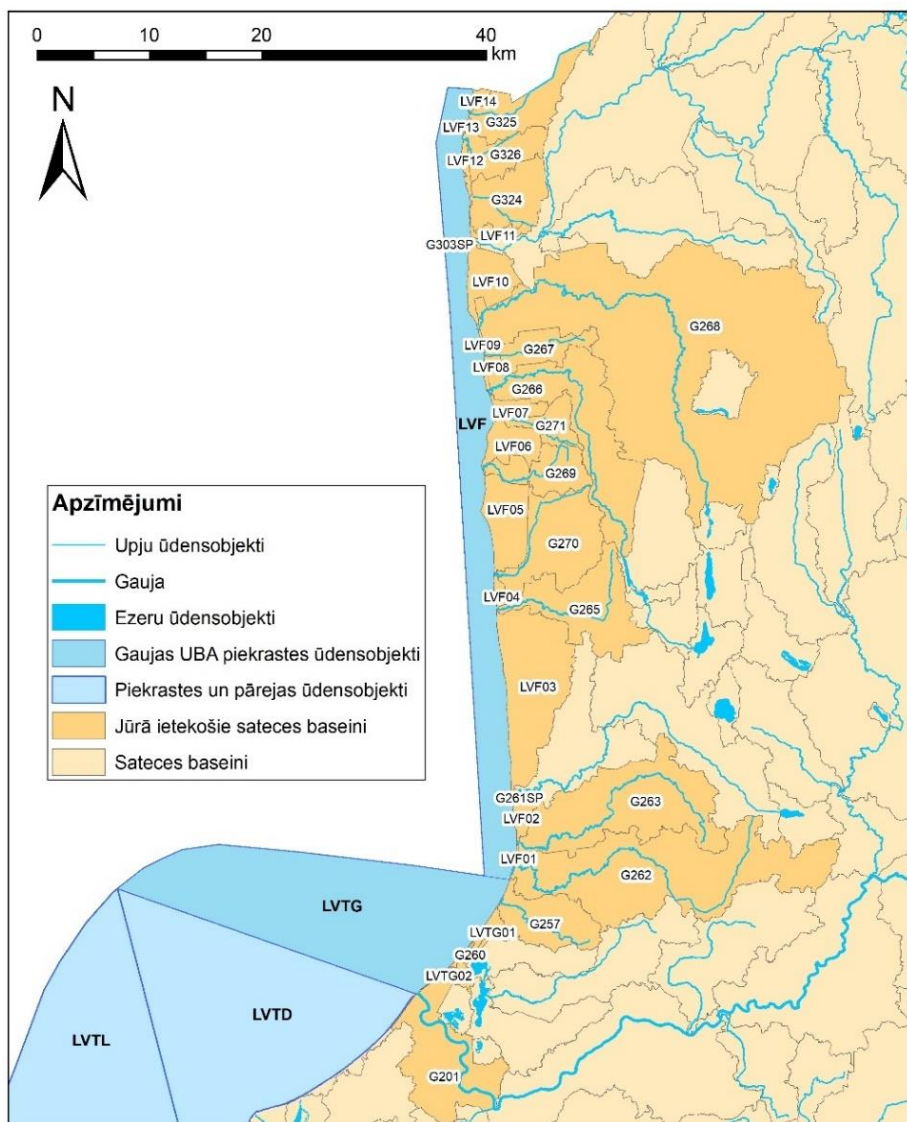 0 10 20 40
km
N
LVF14
G325
LVF13
G326
LVF12
G324
LVF11
G303SP
LVF10
G268
LVF09
G267
LVF08
G266
LVF07
LVF
G271
LVF06
G269
LVF05
G270
LVF04
G265
LVF03
G261SP
G263
LVF02
LVF01
G262
LVTG
G257
LVTG01
G260
LVTG02
LVTD
LVTL
G201
Apzīmējumi
Upju ūdensobjekti
Gauja
Ezeru ūdensobjekti
Gaujas UBA piekrastes ūdensobjekti
Piekrastes un pārejas ūdensobjekti
Jūrā ietekošie sateces baseini
Sateces baseini